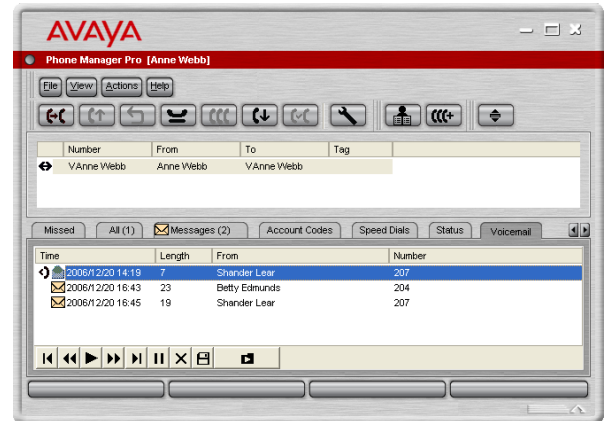 AVAYA
Phone Manager Pro [Anne Webb]
File View Actions Help
Number From To Tag
VAnne Webb Anne Webb VAnne Webb
Missed All (1) Messages (2) Account Codes Speed Dials Status Voicemail
Time Length From Number
2006/12/20 14:19 7 Shander Lear 207
2006/12/20 16:43 23 Betty Edmunds 204
2006/12/20 16:45 19 Shander Lear 207